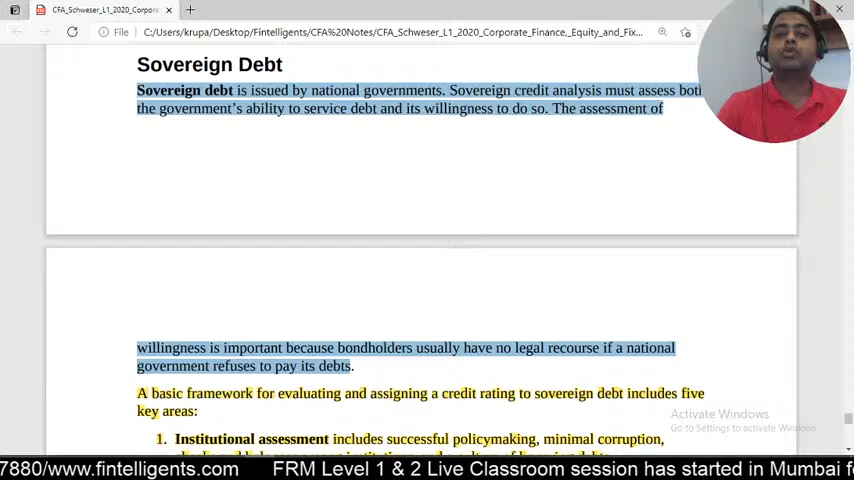 CFA_Schweser_L1_2020_Corpora
File
C:/Users/krupa/Desktop/Fintelligents/CFA%20Notes/CFA_Schweser_L1_2020_Corporate_Finance,_Equity_and_Fix...
Sovereign Debt
Sovereign debt is issued by national governments. Sovereign credit analysis must assess both
the government's ability to service debt and its willingness to do so. The assessment of
willingness is important because bondholders usually have no legal recourse if a national
government refuses to pay its debts.
A basic framework for evaluating and assigning a credit rating to sovereign debt includes five
key areas:
Activate Windows
Go to Settings to activate Windows.
1. Institutional assessment includes successful policymaking, minimal corruption,
7880/www.fintelligents.com FRM Level 1 & 2 Live Classroom session has started in Mumbai f